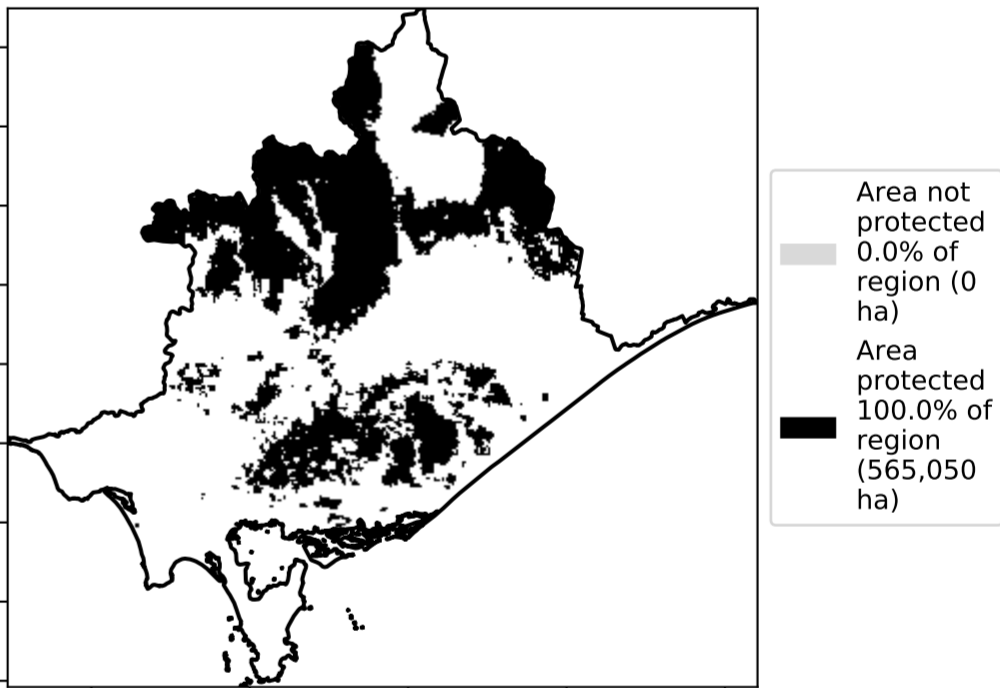 Area not
protected
0.0% of
region (0
ha)
Area
protected
100.0% of
region
(565,050
ha)